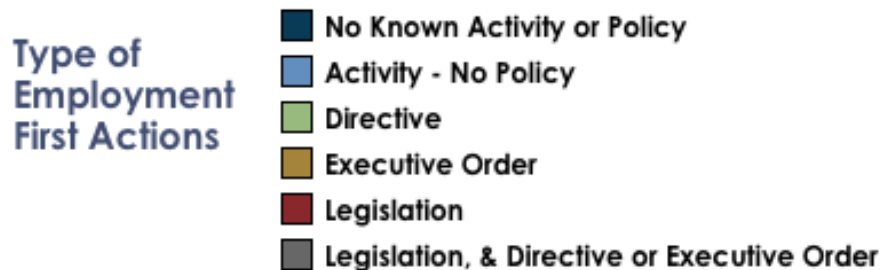 Type of
Employment
First Actions
No Known Activity or Policy
Activity - No Policy
Directive
Executive Order
Legislation
Legislation, & Directive or Executive Order